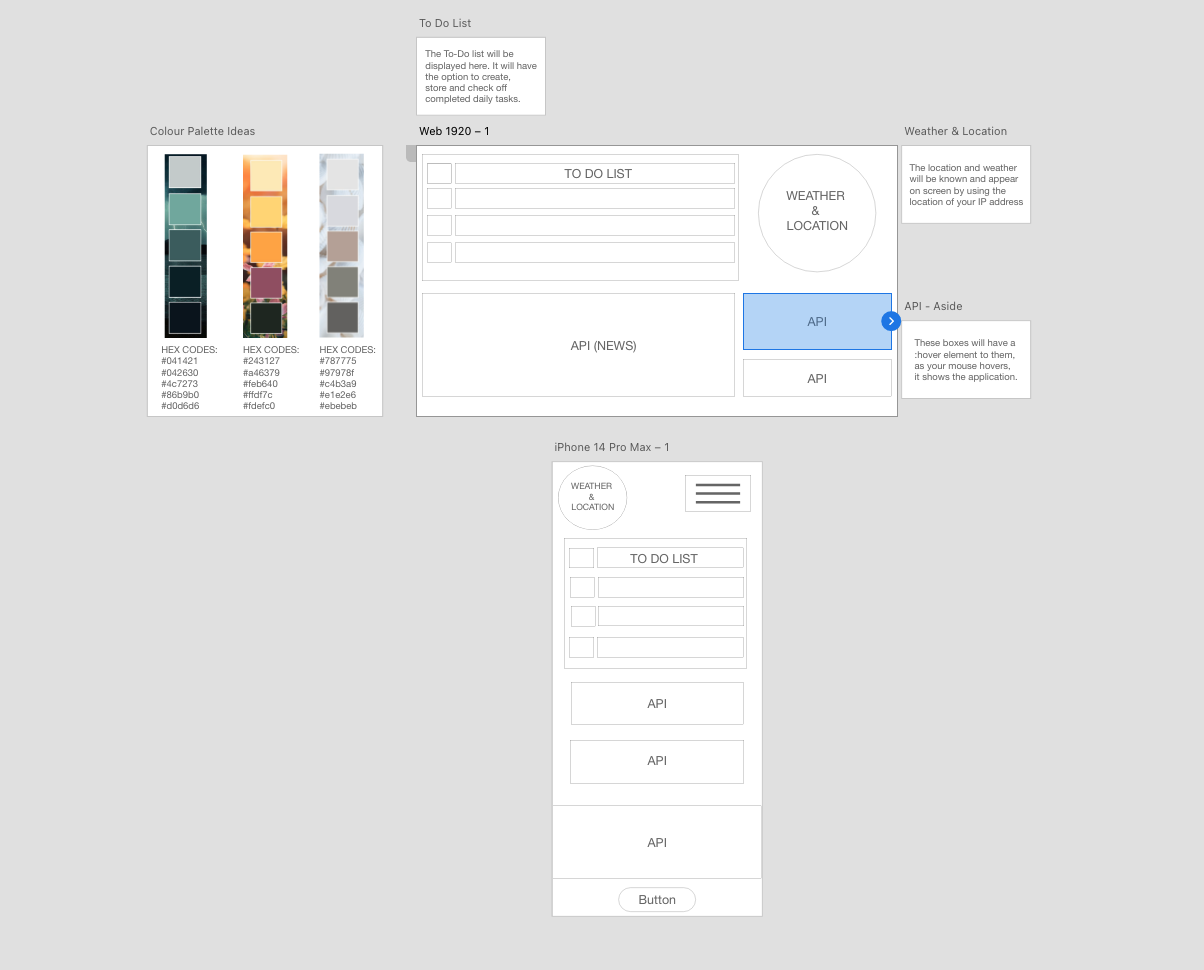 To Do List
The To-Do list will be
displayed here. It will have
the option to create,
store and check off
completed daily tasks.
Colour Palette Ideas
HEX CODES:
#041421
#042630
#4c7273
#86b9b0
#d0d6d6
HEX CODES:
#243127
#a46379
#feb640
#ffdf7c
#fdefc0
HEX CODES:
#787775
#97978f
#c4b3a9
#e1e2e6
#ebebeb
Web 1920 – 1
TO DO LIST
WEATHER
&
LOCATION
API (NEWS)
API
API
Weather & Location
The location and weather
will be known and appear
on screen by using the
location of your IP address
API - Aside
These boxes will have a
:hover element to them,
as your mouse hovers,
it shows the application.
iPhone 14 Pro Max – 1
WEATHER
&
LOCATION
TO DO LIST
API
API
API
Button